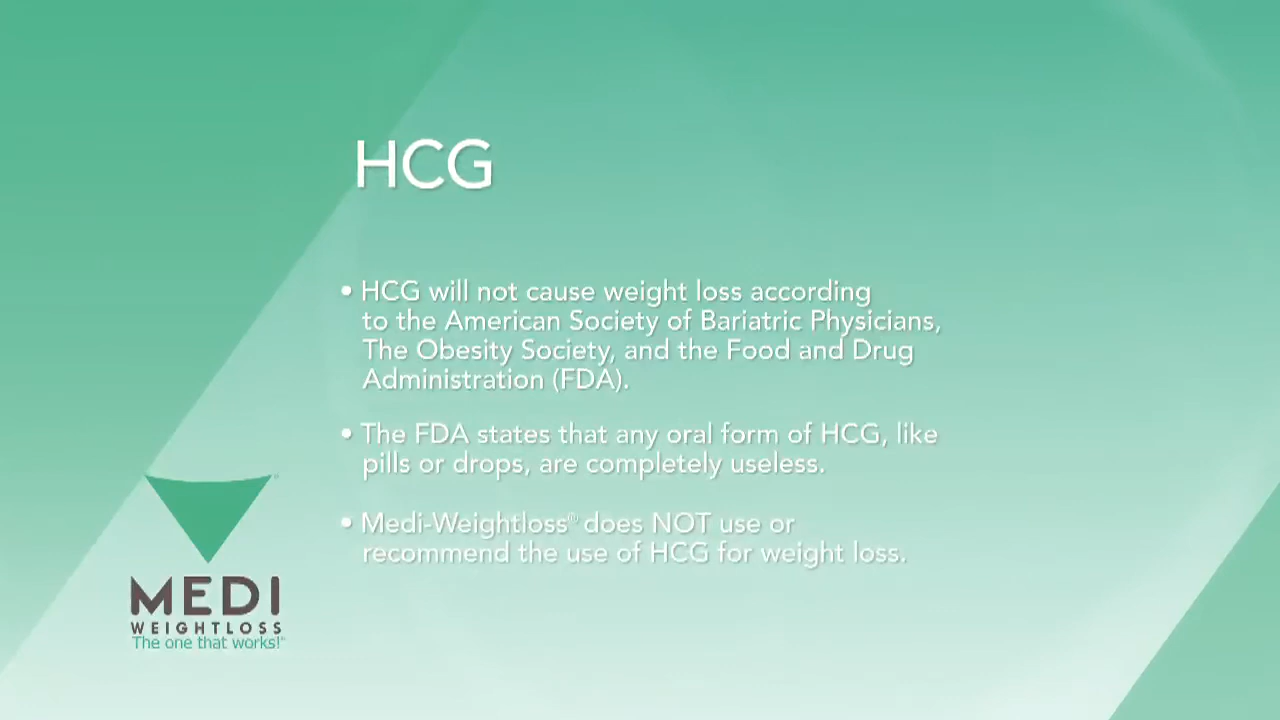 HCG
• HCG will not cause weight loss according
to the American Society of Bariatric Physicians,
The Obesity Society, and the Food and Drug
Administration (FDA).
• The FDA states that any oral form of HCG, like
pills or drops, are completely useless.
• Medi-Weightloss® does NOT use or
recommend the use of HCG for weight loss.
MEDI
WEIGHTLOSS
The one that works!®